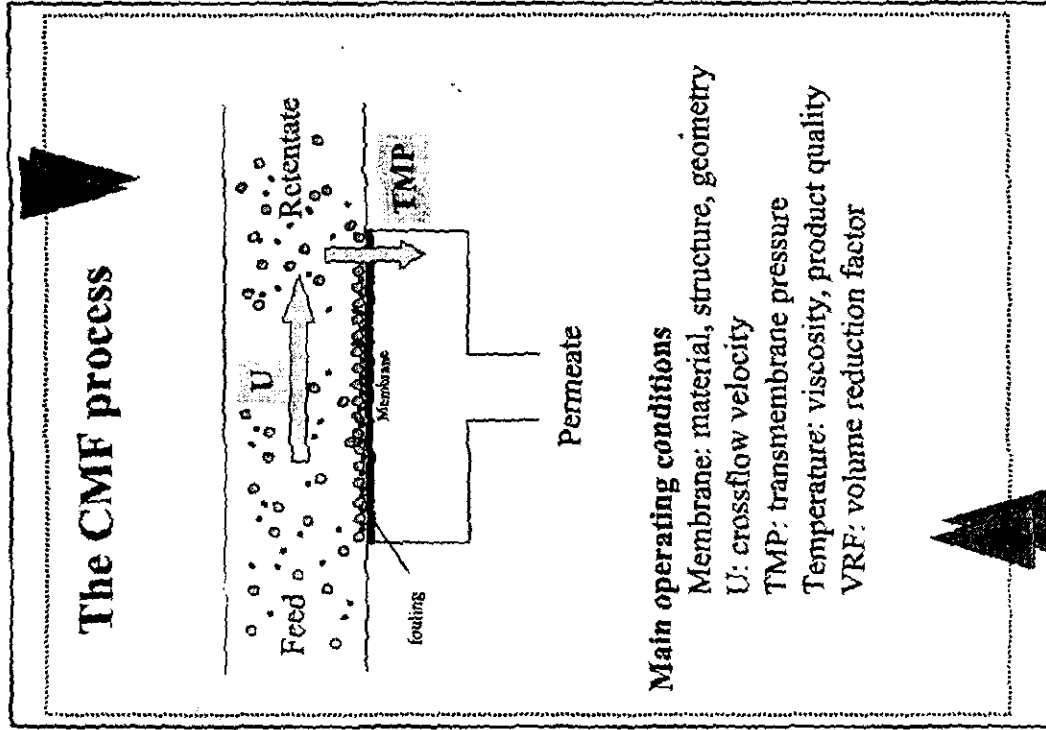 The CMF process
U
Feed
Retentate
Membrane
fouling
TMP
Permeate
Main operating conditions
Membrane: material, structure, geometry
U: crossflow velocity
TMP: transmembrane pressure
Temperature: viscosity, product quality
VRF: volume reduction factor